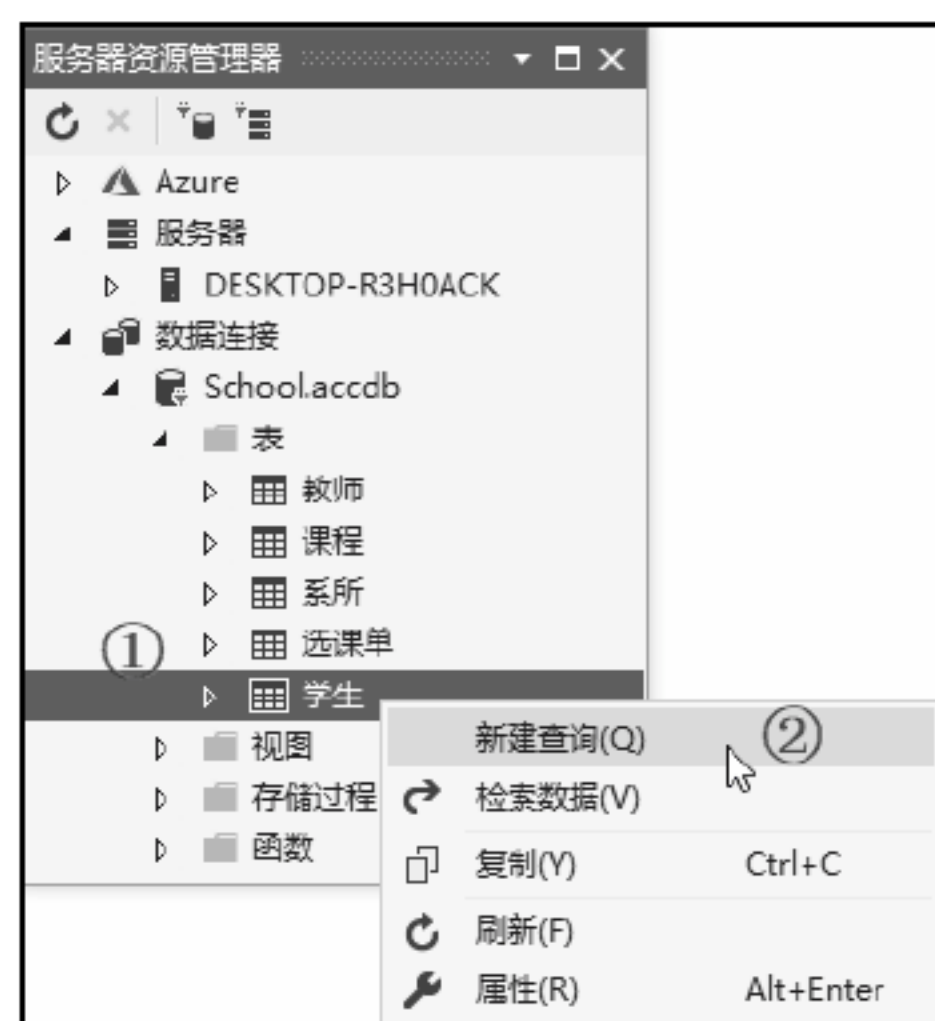 服务器资源管理器
Azure
服务器
DESKTOP-R3H0ACK
数据连接
School.accdb
表
教师
课程
系所
① 选课单
学生
新建查询(Q) ②
视图
存储过程
检索数据(V)
函数
复制(Y) Ctrl+C
刷新(F)
属性(R) Alt+Enter